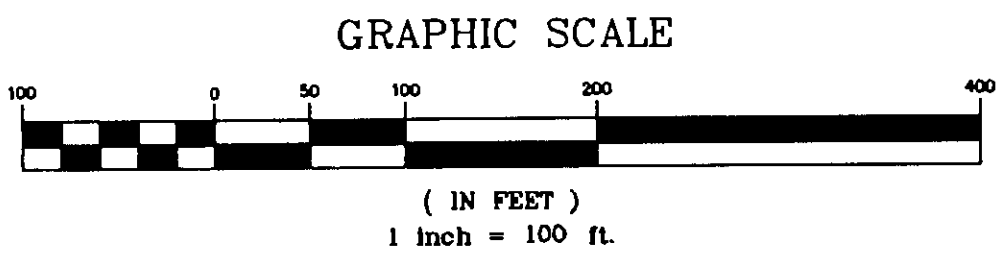 GRAPHIC SCALE
100 0 50 100 200 400
( IN FEET )
1 inch = 100 ft.